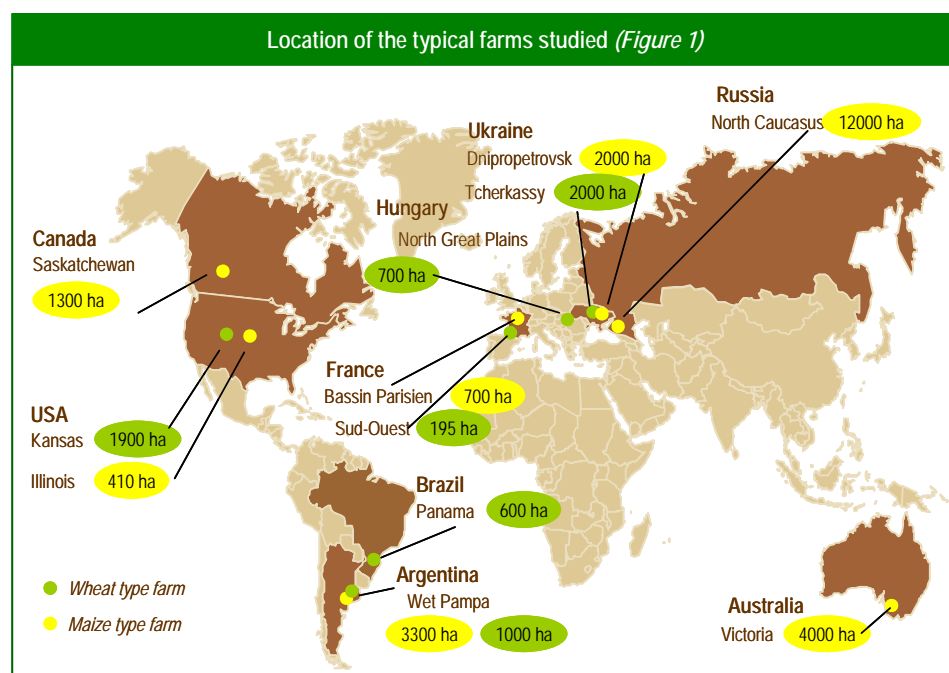 Location of the typical farms studied (Figure 1)
Russia
North Caucasus 12000 ha
Ukraine
Dnipropetrovsk 2000 ha
Tcherkassy 2000 ha
Hungary
North Great Plains
700 ha
Canada
Saskatchewan
1300 ha
France
Bassin Parisien 700 ha
Sud-Ouest 195 ha
USA
Kansas 1900 ha
Illinois 410 ha
Brazil
Panama 600 ha
Argentina
Wet Pampa
3300 ha 1000 ha
Australia
Victoria 4000 ha
Wheat type farm
Maize type farm